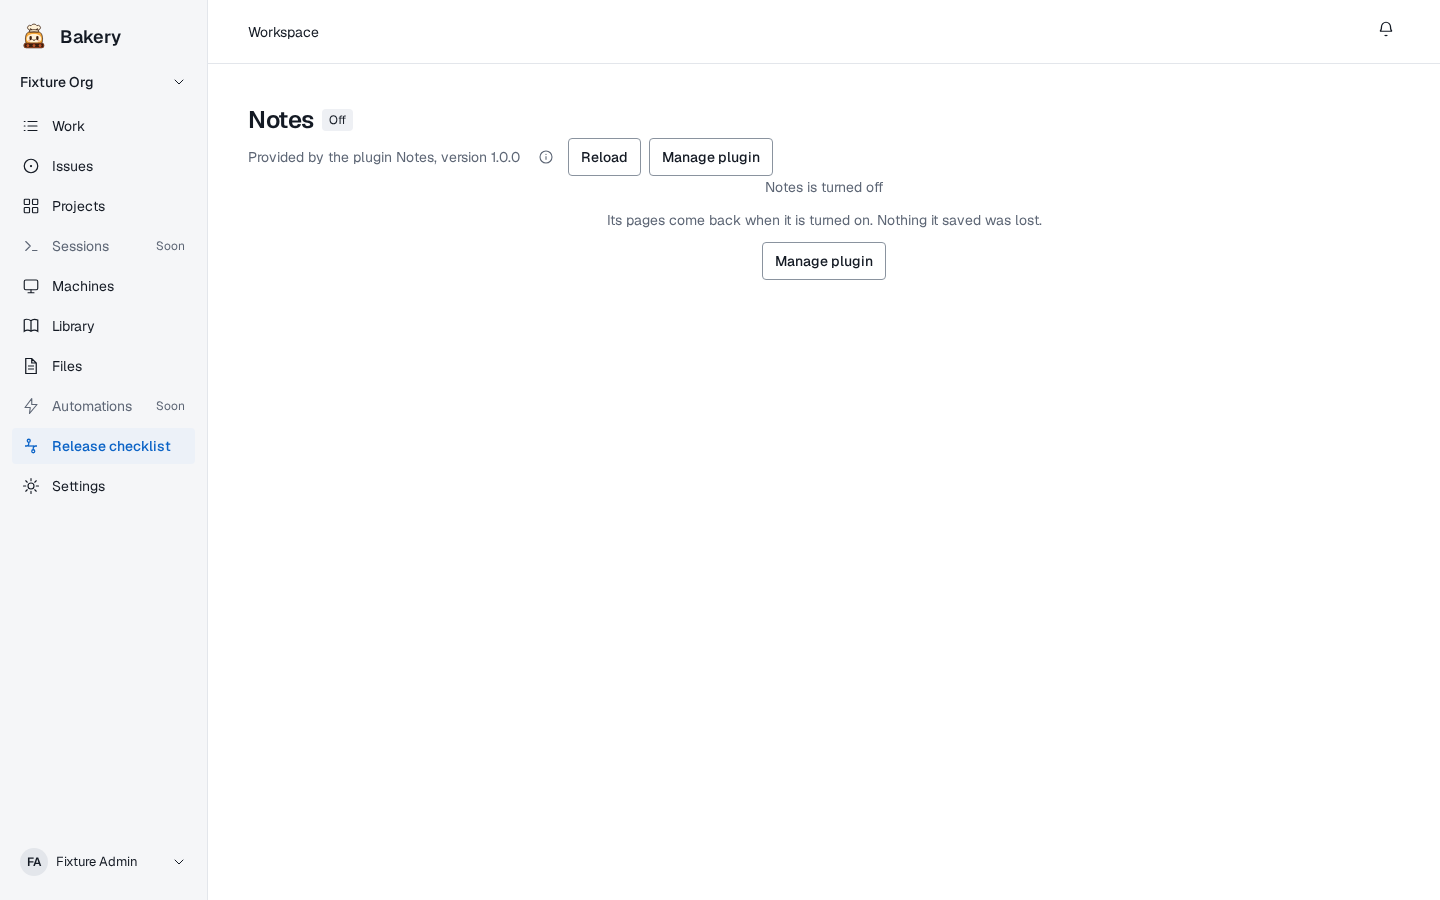 Bakery
Fixture Org
Work
Issues
Projects
Sessions Soon
Machines
Library
Files
Automations Soon
Release checklist
Settings
FA Fixture Admin
Workspace
Notes Off
Provided by the plugin Notes, version 1.0.0 Reload Manage plugin
Notes is turned off
Its pages come back when it is turned on. Nothing it saved was lost.
Manage plugin